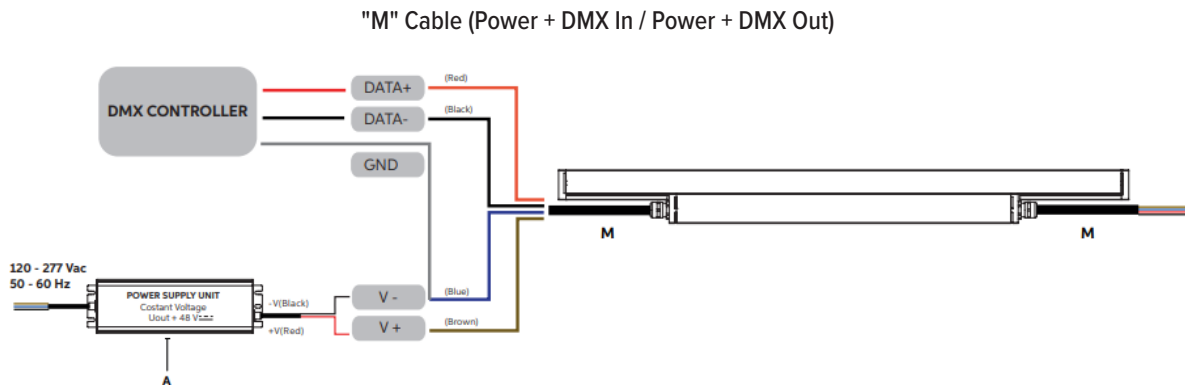 "M" Cable (Power + DMX In / Power + DMX Out)
DMX CONTROLLER
DATA+
(Red)
DATA-
(Black)
GND
M
M
120 - 277 Vac
50 - 60 Hz
POWER SUPPLY UNIT
Costant Voltage
Uout + 48 V
-V(Black)
+V(Red)
V -
(Blue)
V +
(Brown)
A